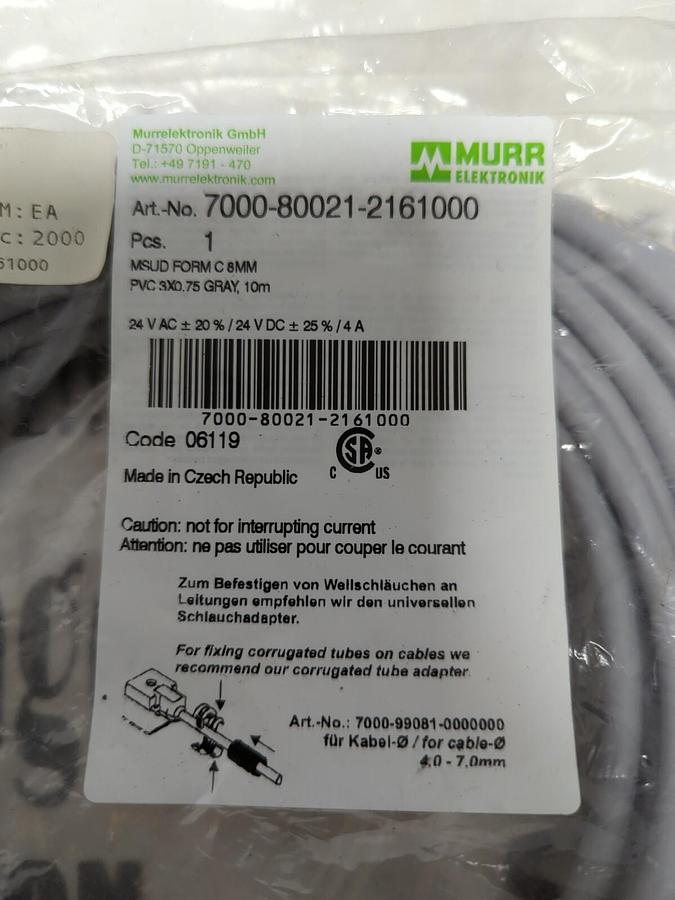 Murrelektronik GmbH
D-71570 Oppenweiler
Tel.: +49 7191 - 470
www.murrelektronik.com
MURR
ELEKTRONIK
M: EA
c: 2000
61000
Art.-No. 7000-80021-2161000
Pcs. 1
MSUD FORM C 8MM
PVC 3X0.75 GRAY, 10m
24 V AC ± 20 % / 24 V DC ± 25 % / 4 A
7000-80021-2161000
Code 06119
C SA ® US
Made in Czech Republic
Caution: not for interrupting current
Attention: ne pas utiliser pour couper le courant
Zum Befestigen von Wellschläuchen an
Leitungen empfehlen wir den universellen
Schlauchadapter.
For fixing corrugated tubes on cables we
recommend our corrugated tube adapter
Art.-No.: 7000-99081-0000000
für Kabel-Ø / for cable-Ø
4,0 - 7,0mm